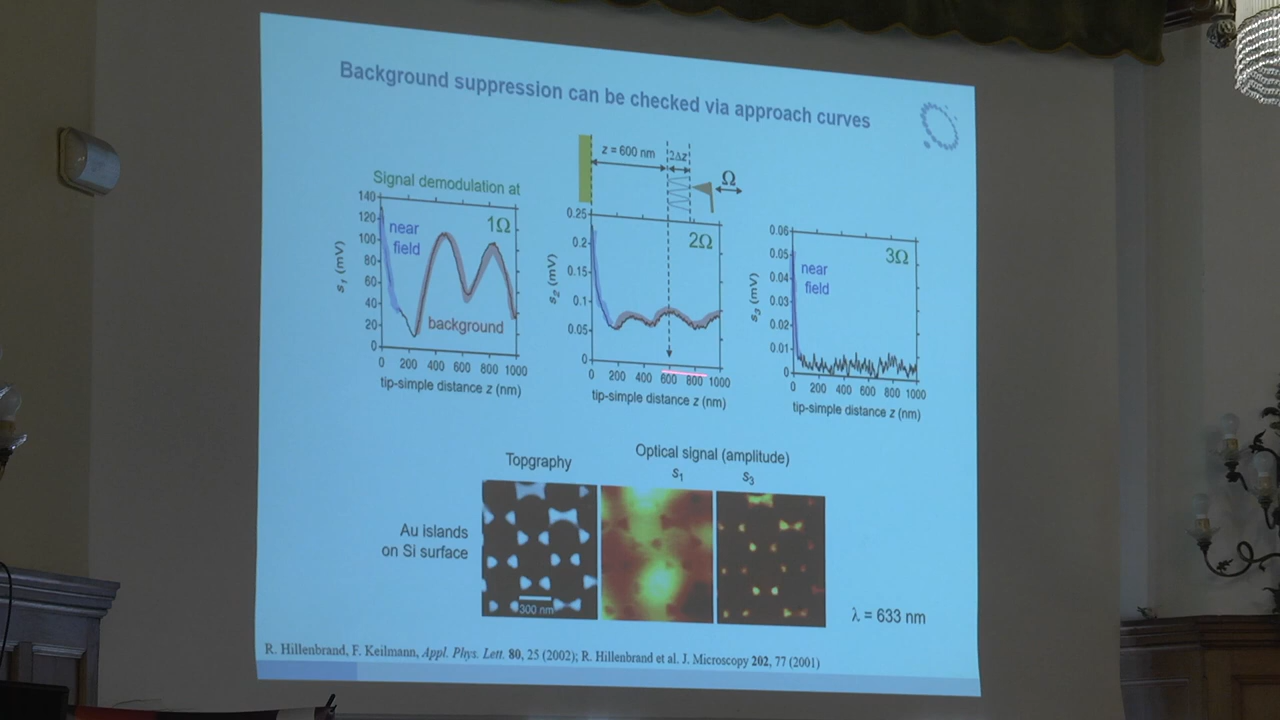 Background suppression can be checked via approach curves
z = 600 nm
2Δz
Ω
Signal demodulation at
140
120
100
80
60
40
20
0
s1 (mV)
near
field
1Ω
background
0 200 400 600 800 1000
tip-simple distance z (nm)
0.25
0.2
0.15
0.1
0.05
0
s2 (mV)
2Ω
0 200 400 600 800 1000
tip-simple distance z (nm)
0.06
0.05
0.04
0.03
0.02
0.01
0
s3 (mV)
near
field
3Ω
0 200 400 600 800 1000
tip-simple distance z (nm)
Topography
Optical signal (amplitude)
s1 s3
Au islands
on Si surface
300 nm
λ = 633 nm
R. Hillenbrand, F. Keilmann, Appl. Phys. Lett. 80, 25 (2002); R. Hillenbrand et al. J. Microscopy 202, 77 (2001)